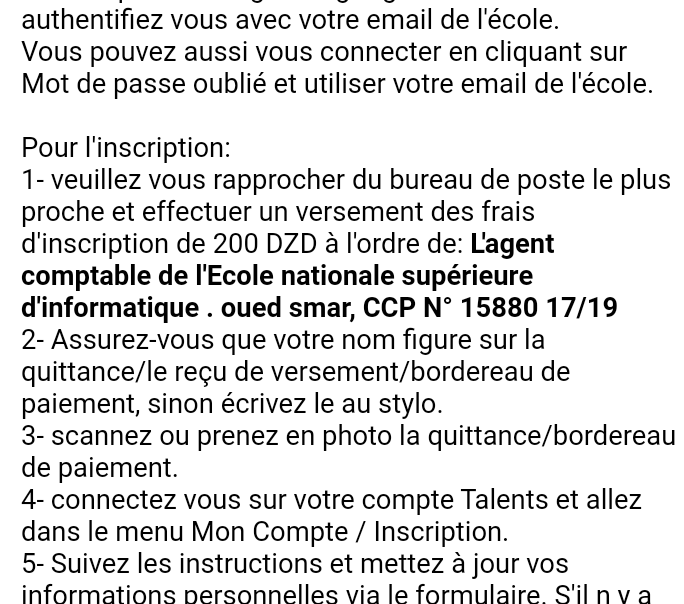 authentifiez vous avec votre email de l'école.
Vous pouvez aussi vous connecter en cliquant sur
Mot de passe oublié et utiliser votre email de l'école.
Pour l'inscription:
1- veuillez vous rapprocher du bureau de poste le plus
proche et effectuer un versement des frais
d'inscription de 200 DZD à l'ordre de: L'agent
comptable de l'Ecole nationale supérieure
d'informatique . oued smar, CCP N° 15880 17/19
2- Assurez-vous que votre nom figure sur la
quittance/le reçu de versement/bordereau de
paiement, sinon écrivez le au stylo.
3- scannez ou prenez en photo la quittance/bordereau
de paiement.
4- connectez vous sur votre compte Talents et allez
dans le menu Mon Compte / Inscription.
5- Suivez les instructions et mettez à jour vos
informations personnelles via le formulaire. S'il n y a